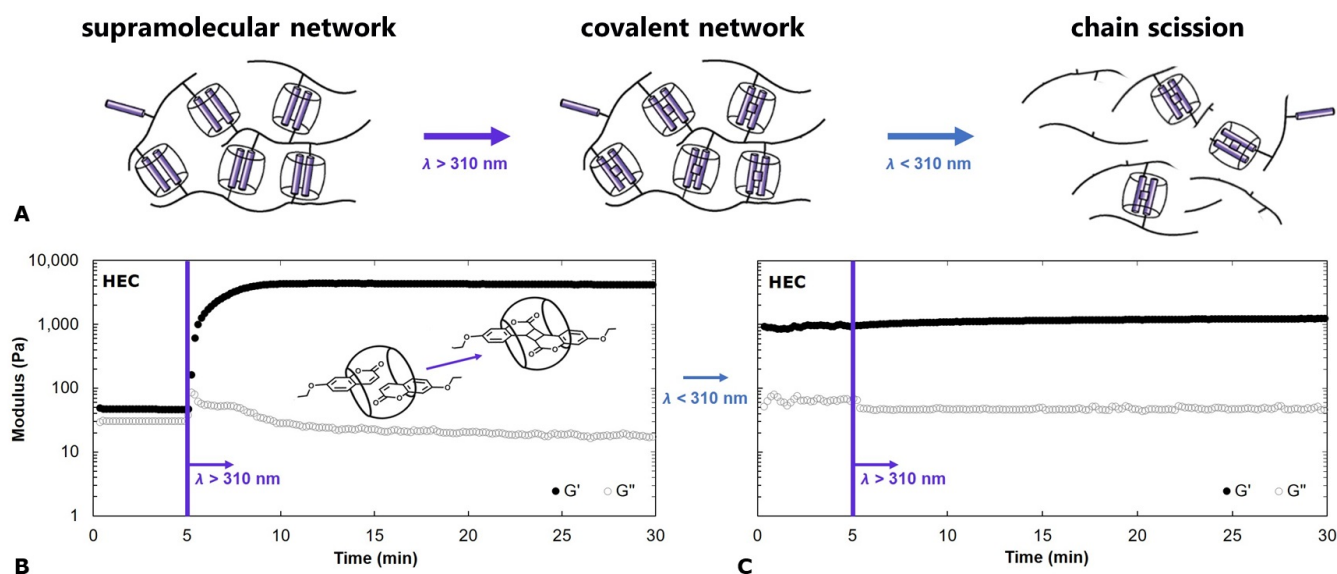 supramolecular network
covalent network
chain scission
λ > 310 nm
λ < 310 nm
A
10,000
1,000
100
10
1
Modulus (Pa)
HEC
O
O
O
O
O
O
O
O
O
O
O
O
λ > 310 nm
G'
G"
0
5
10
15
20
25
30
Time (min)
B
λ < 310 nm
HEC
λ > 310 nm
G'
G"
0
5
10
15
20
25
30
Time (min)
C